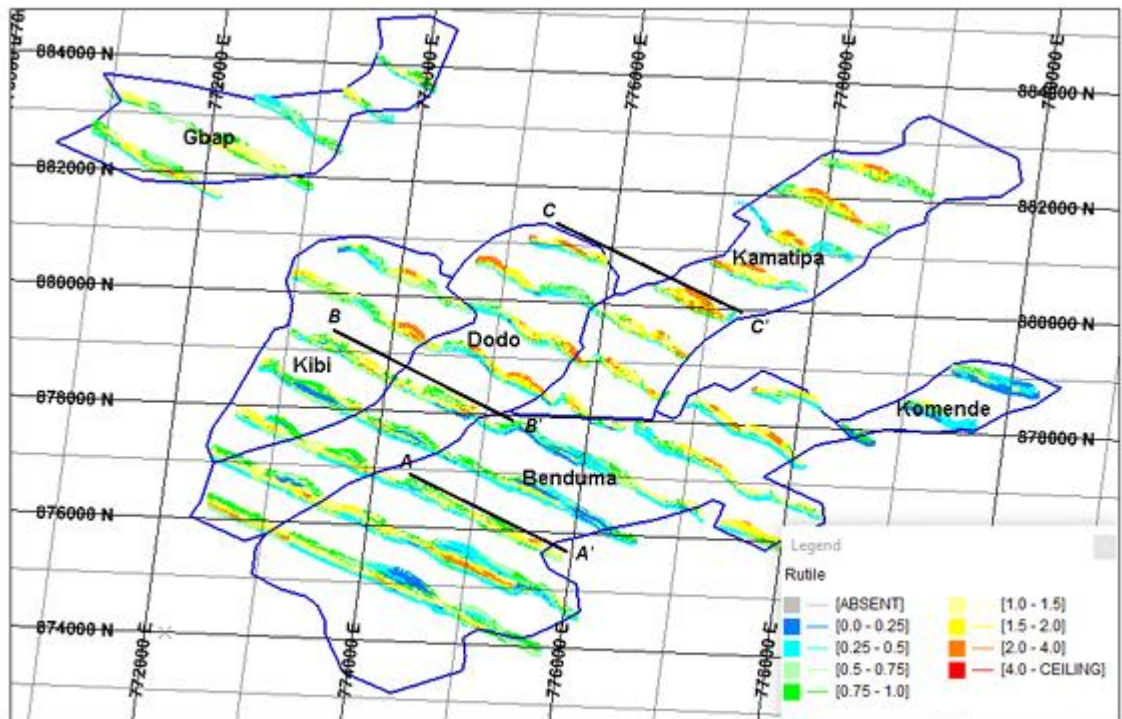 884000 N
772000 E
774000 E
776000 E
778000 E
884000 N
Gbap
882000 N
882000 N
C
Kamatipa
880000 N
B
Dodo
C'
880000 N
Kibi
Komende
878000 N
B'
878000 N
A
Benduma
876000 N
A'
874000 N
772000 E
774000 E
776000 E
Legend
Rutile
[ABSENT]
[0.0 - 0.25]
[0.25 - 0.5]
[0.5 - 0.75]
[0.75 - 1.0]
[1.0 - 1.5]
[1.5 - 2.0]
[2.0 - 4.0]
[4.0 - CEILING]